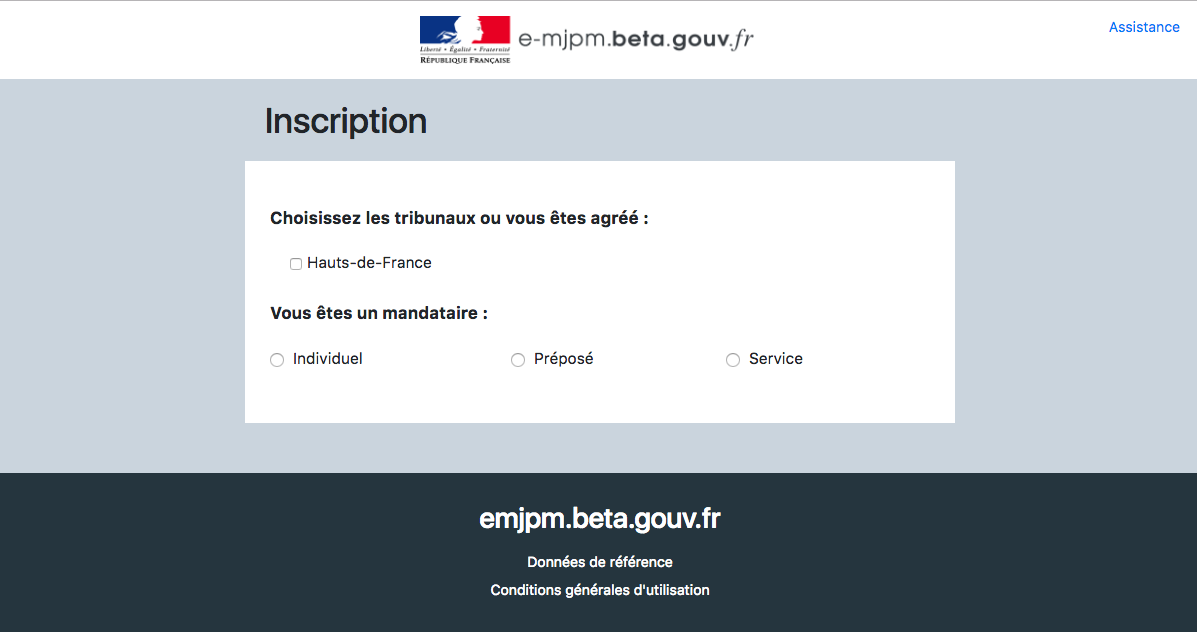 Liberté • Égalité • Fraternité
RÉPUBLIQUE FRANÇAISE
e-mjpm.beta.gouv.fr
Assistance
Inscription
Choisissez les tribunaux ou vous êtes agréé :
Hauts-de-France
Vous êtes un mandataire :
Individuel Préposé Service
emjpm.beta.gouv.fr
Données de référence
Conditions générales d'utilisation